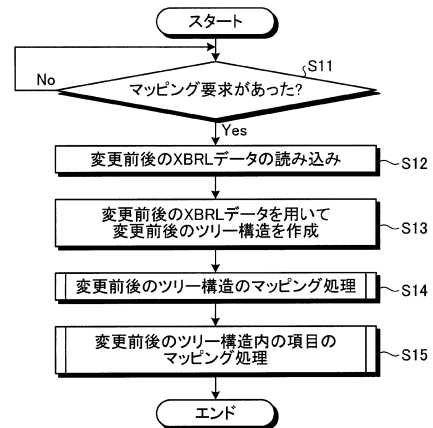 スタート
S11
マッピング要求があった?
No
Yes
変更前後のXBRLデータの読み込み
S12
変更前後のXBRLデータを用いて
変更前後のツリー構造を作成
S13
変更前後のツリー構造のマッピング処理
S14
変更前後のツリー構造内の項目の
マッピング処理
S15
エンド